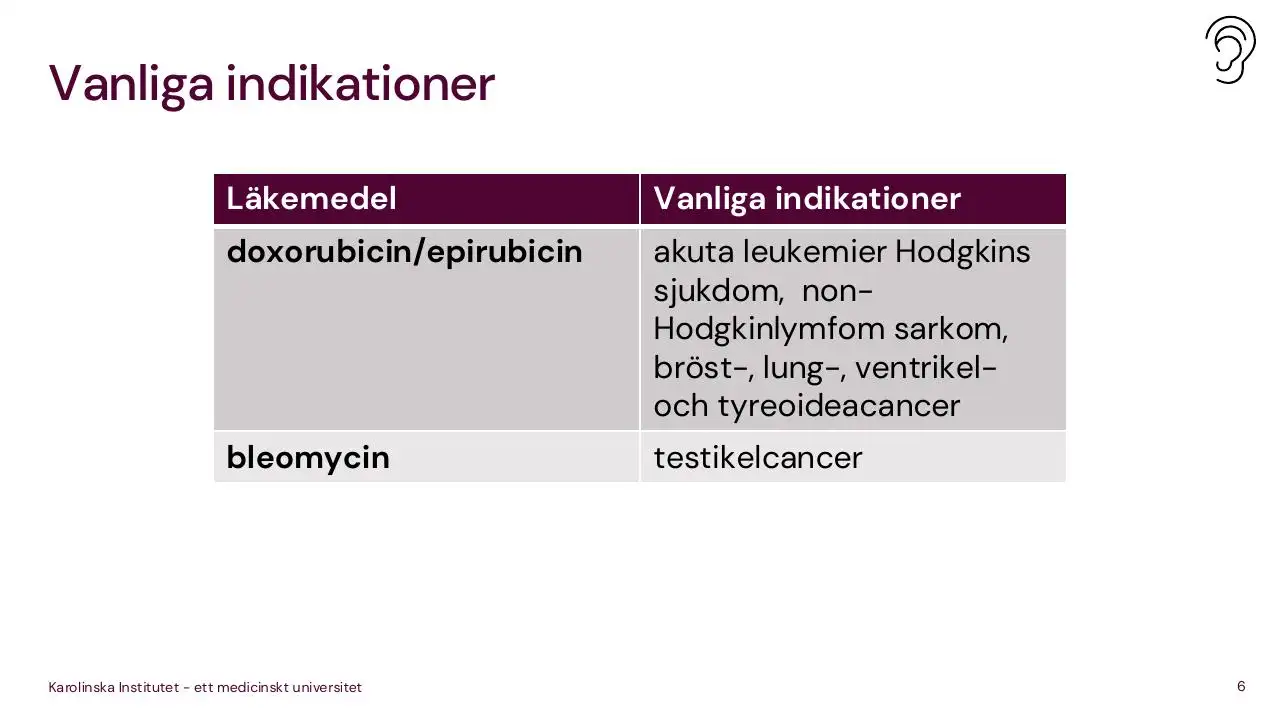 Vanliga indikationer
Läkemedel
Vanliga indikationer
doxorubicin/epirubicin
akuta leukemier Hodgkins
sjukdom,  non-
Hodgkinlymfom sarkom,
bröst-, lung-, ventrikel-
och tyreoideacancer
bleomycin
testikelcancer
Karolinska Institutet - ett medicinskt universitet
6